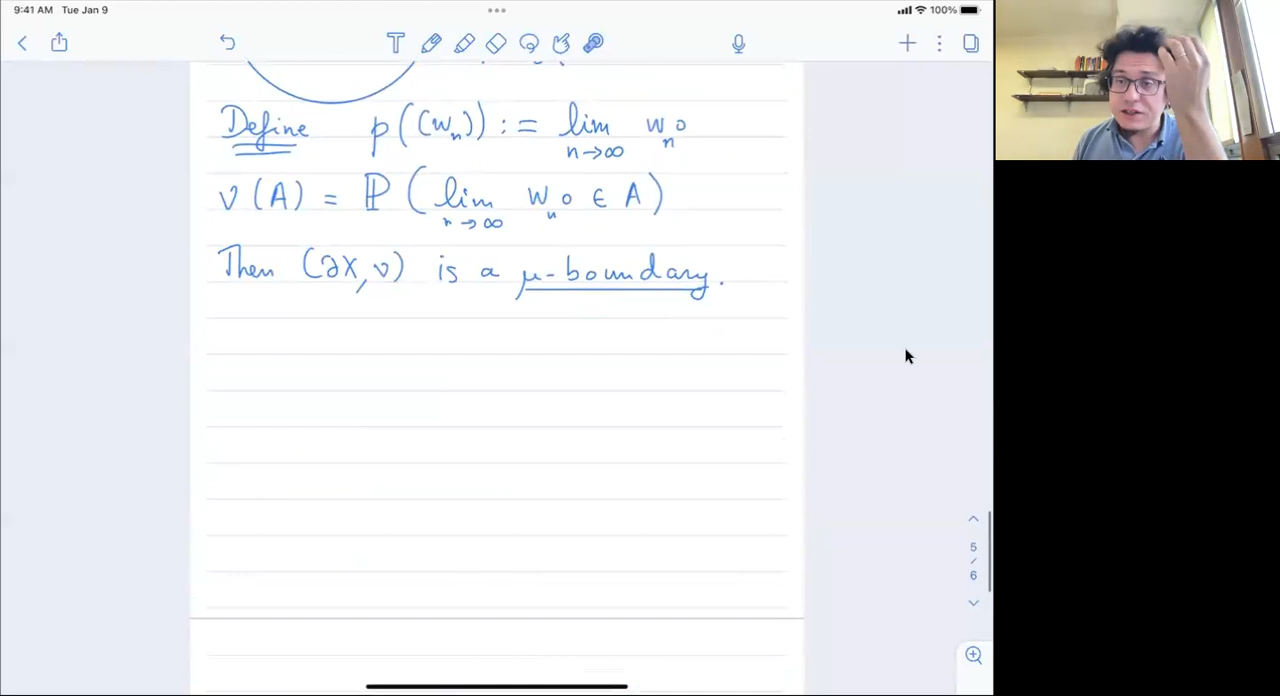 9:41 AM Tue Jan 9
100%
Define p((w_n)) := lim_{n→∞} w_n o
ν(A) = ℙ(lim_{n→∞} w_n o ∈ A)
Then (∂X, ν) is a μ-boundary.
5
/
6